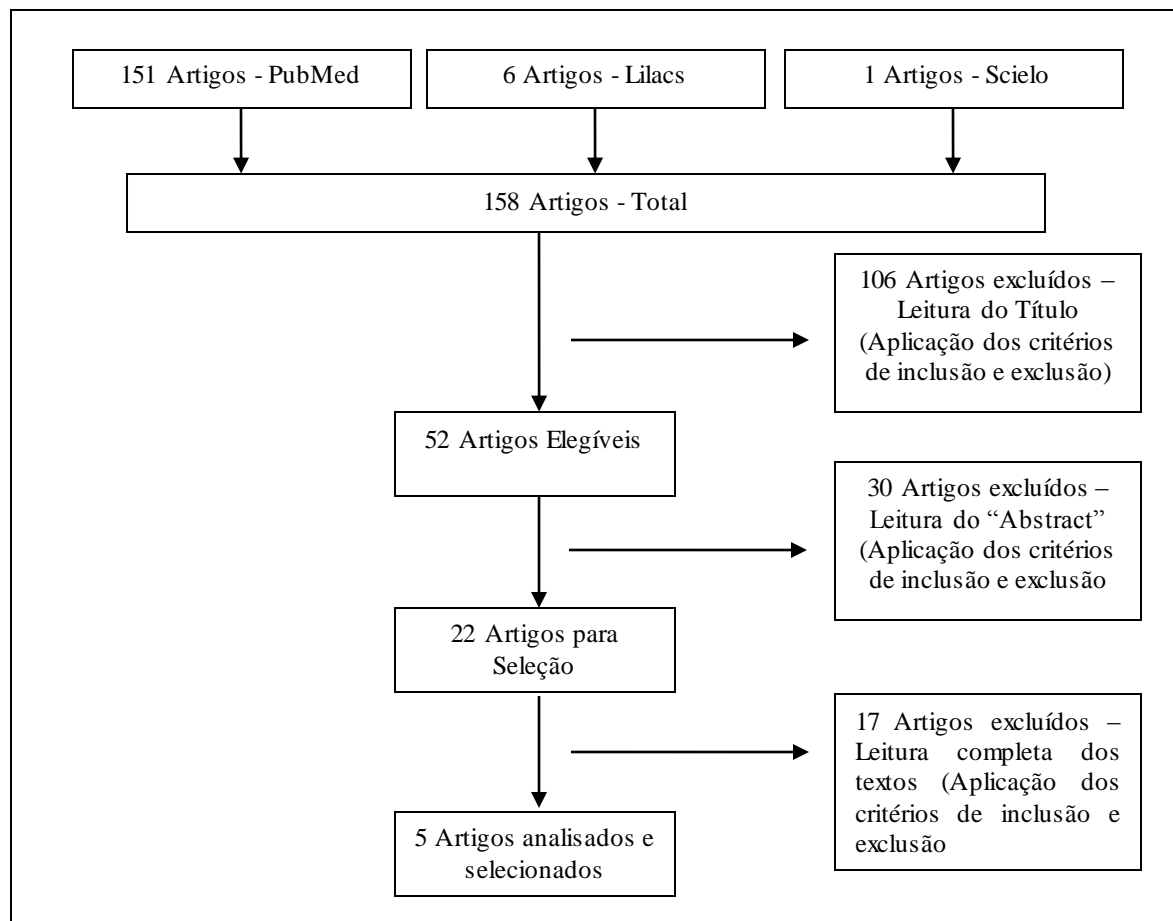 151 Artigos - PubMed
6 Artigos - Lilacs
1 Artigos - Scielo
158 Artigos - Total
106 Artigos excluídos –
Leitura do Título
(Aplicação dos critérios
de inclusão e exclusão)
52 Artigos Elegíveis
30 Artigos excluídos –
Leitura do “Abstract”
(Aplicação dos critérios
de inclusão e exclusão
22 Artigos para
Seleção
17 Artigos excluídos –
Leitura completa dos
textos (Aplicação dos
critérios de inclusão e
exclusão
5 Artigos analisados e
selecionados